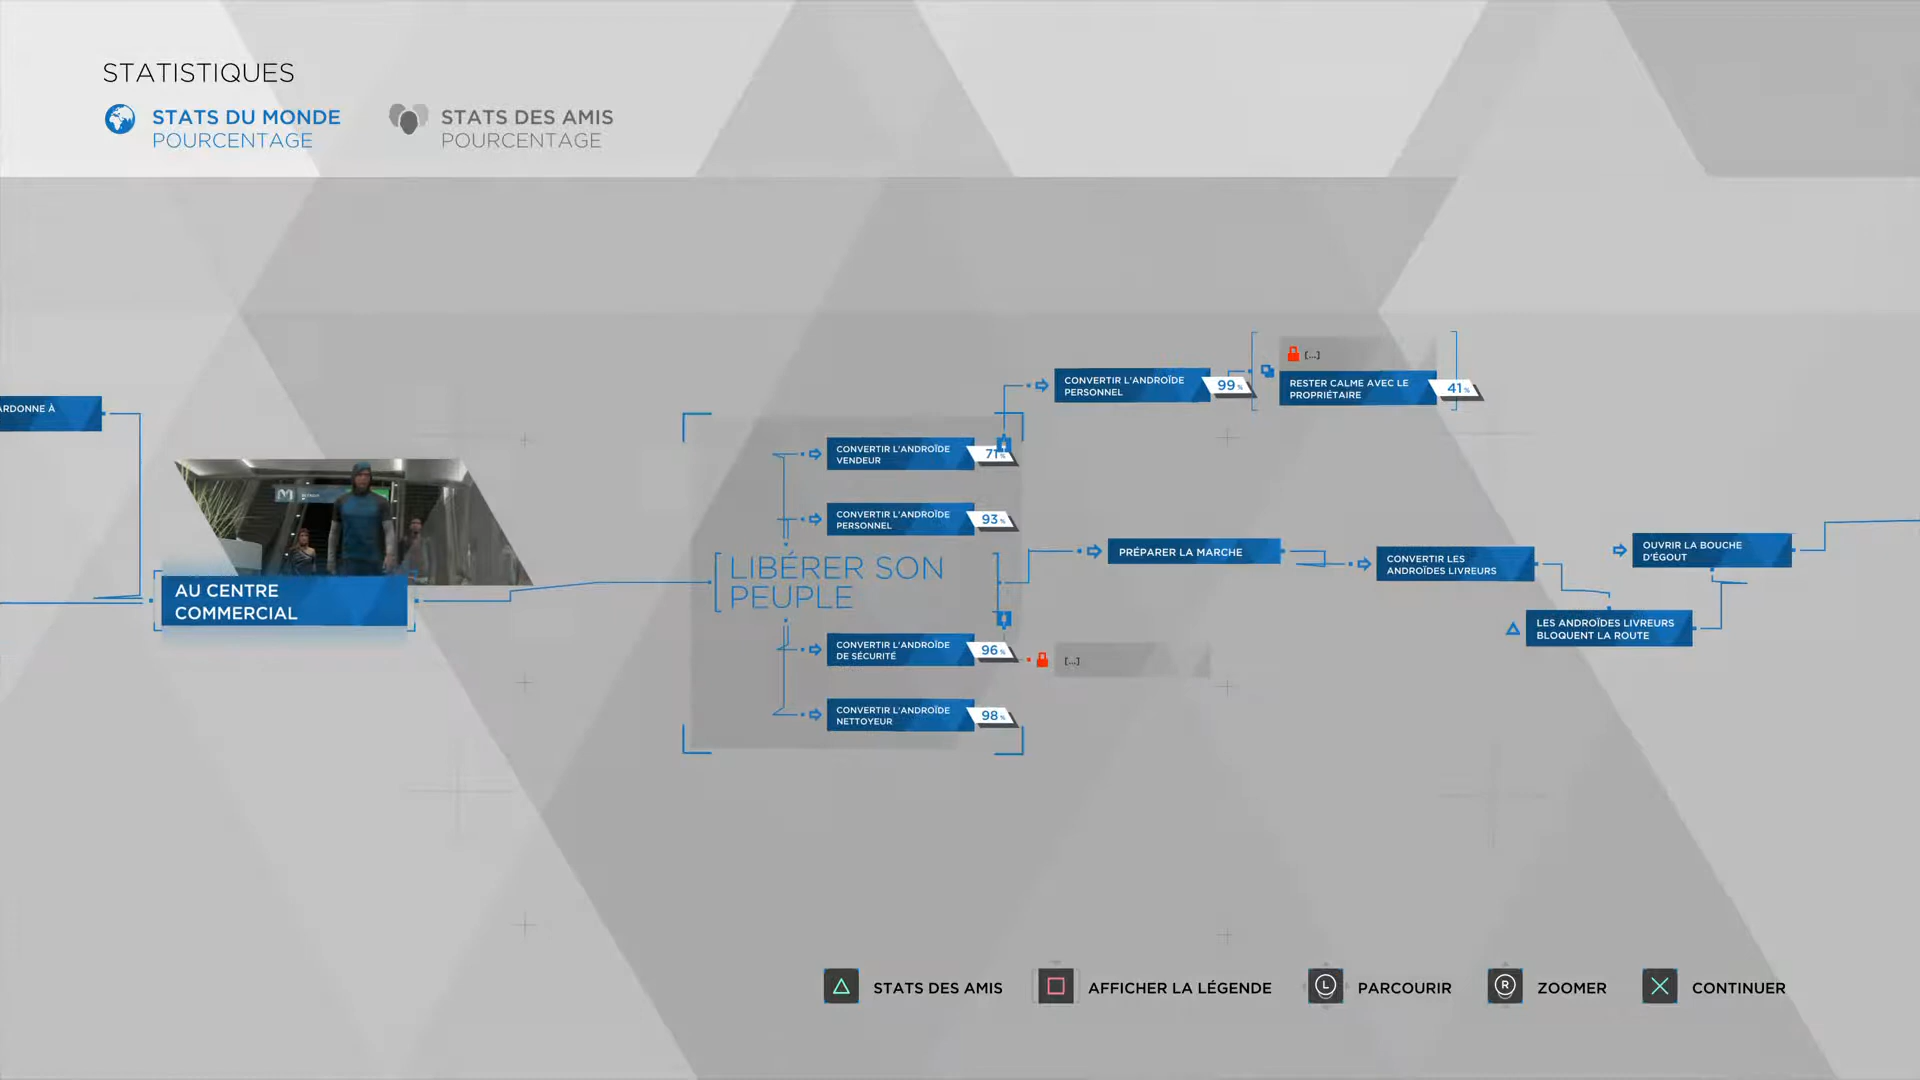 STATISTIQUES
STATS DU MONDE
POURCENTAGE
STATS DES AMIS
POURCENTAGE
ARDONNE À
AU CENTRE
COMMERCIAL
LIBÉRER SON
PEUPLE
CONVERTIR L'ANDROÏDE
VENDEUR
71%
CONVERTIR L'ANDROÏDE
PERSONNEL
93%
CONVERTIR L'ANDROÏDE
DE SÉCURITÉ
96%
CONVERTIR L'ANDROÏDE
NETTOYEUR
98%
CONVERTIR L'ANDROÏDE
PERSONNEL
99%
[...]
RESTER CALME AVEC LE
PROPRIÉTAIRE
41%
[...]
PRÉPARER LA MARCHE
CONVERTIR LES
ANDROÏDES LIVREURS
LES ANDROÏDES LIVREURS
BLOQUENT LA ROUTE
OUVRIR LA BOUCHE
D'ÉGOUT
STATS DES AMIS
AFFICHER LA LÉGENDE
L
PARCOURIR
R
ZOOMER
CONTINUER